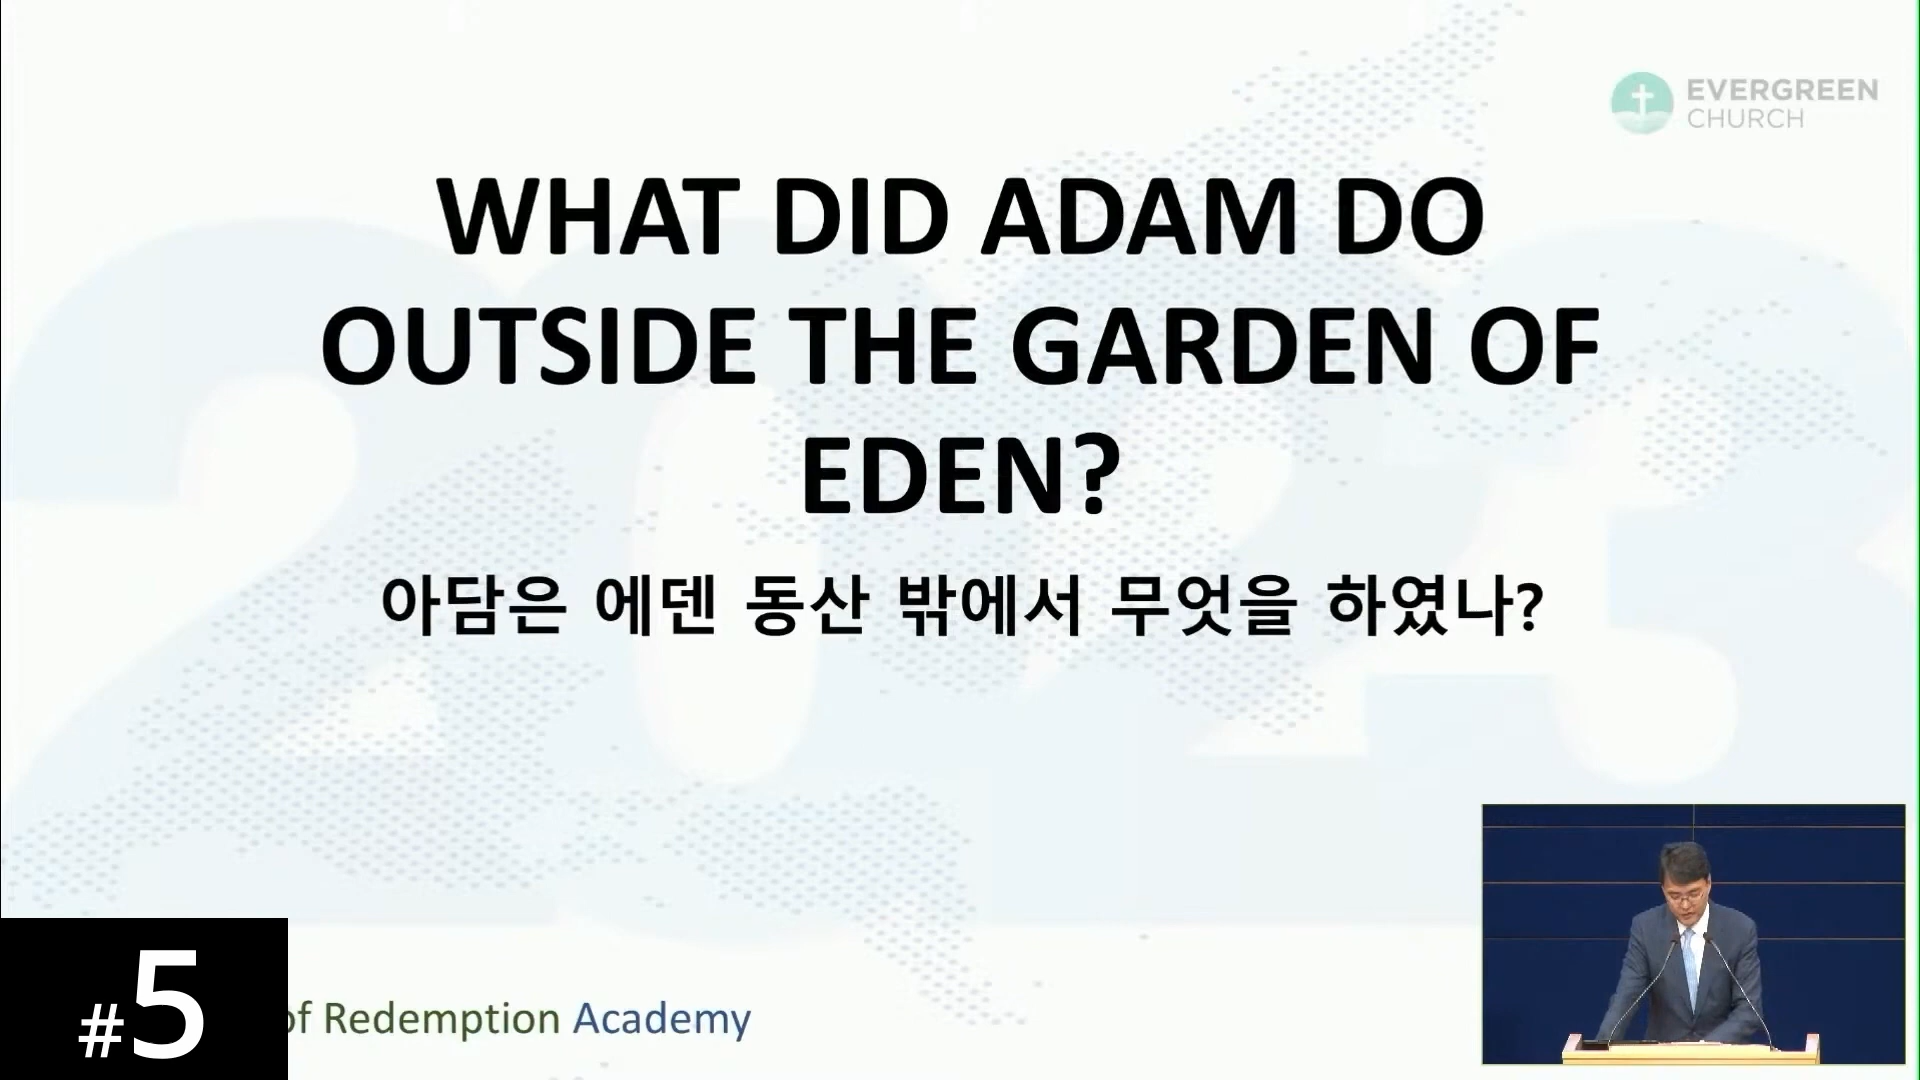 EVERGREEN
CHURCH
WHAT DID ADAM DO
OUTSIDE THE GARDEN OF
EDEN?
아담은 에덴 동산 밖에서 무엇을 하였나?
#5
of Redemption Academy
2023